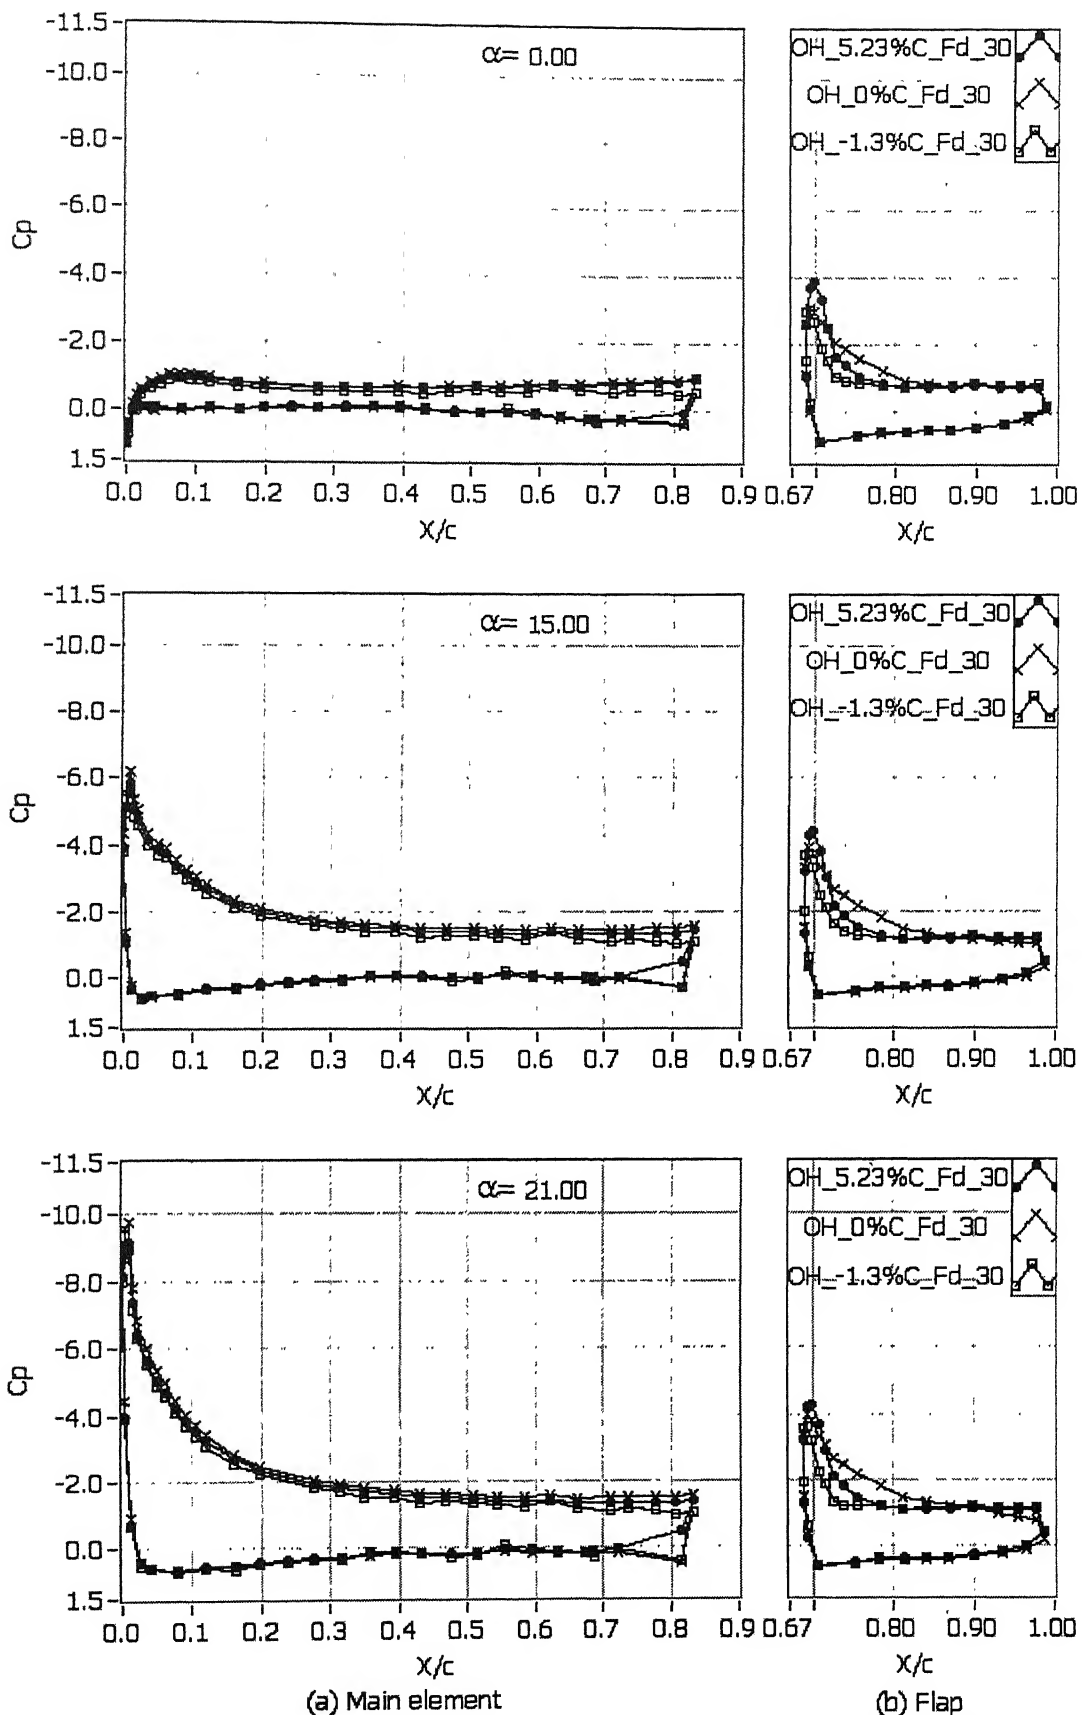 -11.5
-10.0
-8.0
-6.0
-4.0
-2.0
0.0
1.5
Cp
α= 0.00
0.0 0.1 0.2 0.3 0.4 0.5 0.6 0.7 0.8 0.9
X/c
OH_5.23%C_Fd_30
OH_0%C_Fd_30
OH_-1.3%C_Fd_30
0.67 0.80 0.90 1.00
X/c
-11.5
-10.0
-8.0
-6.0
-4.0
-2.0
0.0
1.5
Cp
α= 15.00
0.0 0.1 0.2 0.3 0.4 0.5 0.6 0.7 0.8 0.9
X/c
OH_5.23%C_Fd_30
OH_0%C_Fd_30
OH_-1.3%C_Fd_30
0.67 0.80 0.90 1.00
X/c
-11.5
-10.0
-8.0
-6.0
-4.0
-2.0
0.0
1.5
Cp
α= 21.00
0.0 0.1 0.2 0.3 0.4 0.5 0.6 0.7 0.8 0.9
X/c
(a) Main element
OH_5.23%C_Fd_30
OH_0%C_Fd_30
OH_-1.3%C_Fd_30
0.67 0.80 0.90 1.00
X/c
(b) Flap